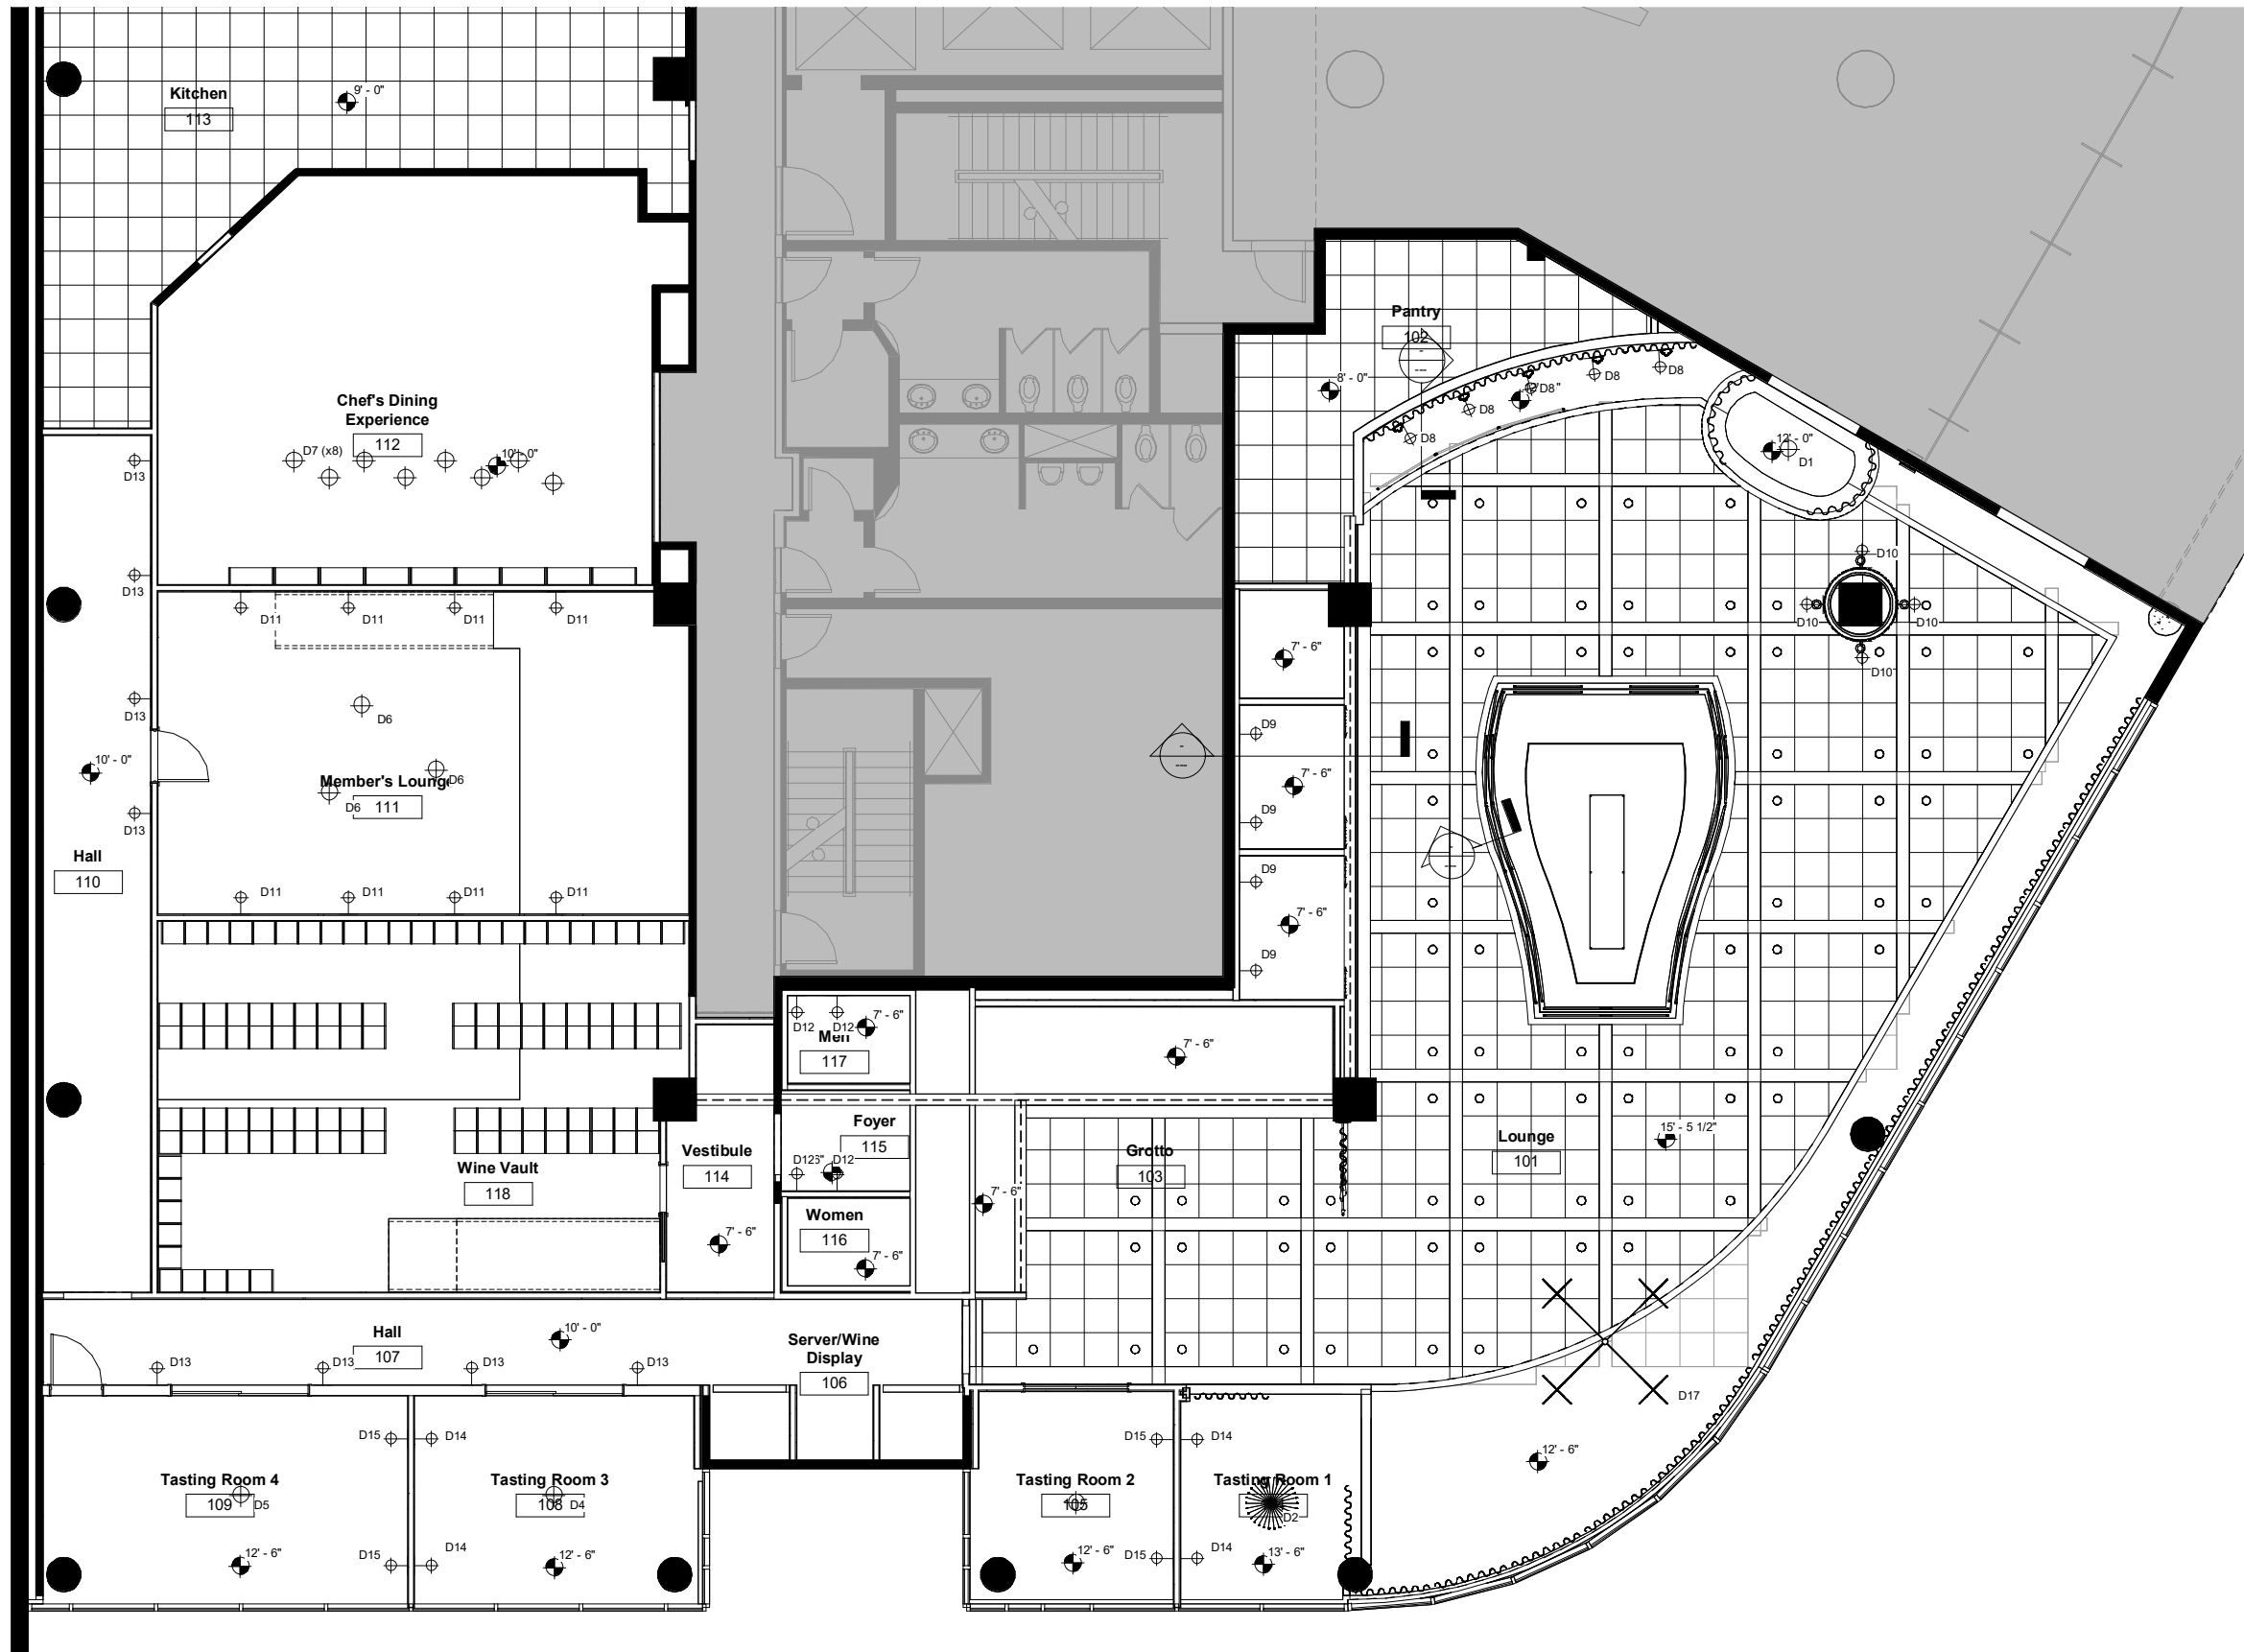 Kitchen
113
9' - 0"
Pantry
102
8' - 0"
D8
D8
D8
D8
D8
Chef's Dining
Experience
112
D7 (x8)
10' - 0"
12' - 0"
D1
D13
D13
D13
D13
D10
D10
D10
D10
D11
D11
D11
D11
7' - 6"
D6
D6
D6
Member's Lounge
111
10' - 0"
D9
7' - 6"
D9
Hall
110
D9
7' - 6"
D9
D11
D11
D11
D11
D12
D12
7' - 6"
Men
117
7' - 6"
Foyer
115
D12
D12
Vestibule
114
7' - 6"
Wine Vault
118
Grotto
103
7' - 6"
Lounge
101
15' - 5 1/2"
Women
116
7' - 6"
Hall
107
10' - 0"
Server/Wine
Display
106
D13
D13
D13
D13
D17
D15
D14
D15
D14
12' - 6"
Tasting Room 4
109
D5
Tasting Room 3
108
D4
Tasting Room 2
105
Tasting Room 1
D2
12' - 6"
D15
D14
12' - 6"
12' - 6"
D15
D14
13' - 6"